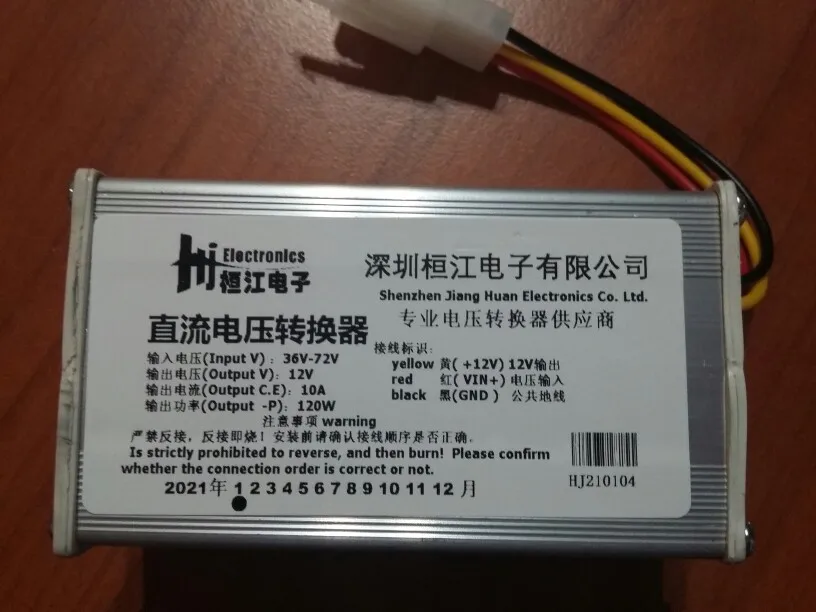 Hj Electronics
桓江电子
深圳桓江电子有限公司
Shenzhen Jiang Huan Electronics Co. Ltd.
专业电压转换器供应商
直流电压转换器
输入电压(Input V)：36V-72V
输出电压(Output V)：12V
输出电流(Output C.E)：10A
输出功率(Output -P)：120W
接线标识：
yellow 黄( +12V) 12V输出
red 红( VIN+) 电压输入
black 黑(GND ) 公共地线
注意事项 warning
严禁反接，反接即烧！安装前请确认接线顺序是否正确。
Is strictly prohibited to reverse, and then burn! Please confirm
whether the connection order is correct or not.
2021年 1 2 3 4 5 6 7 8 9 10 11 12 月
HJ210104